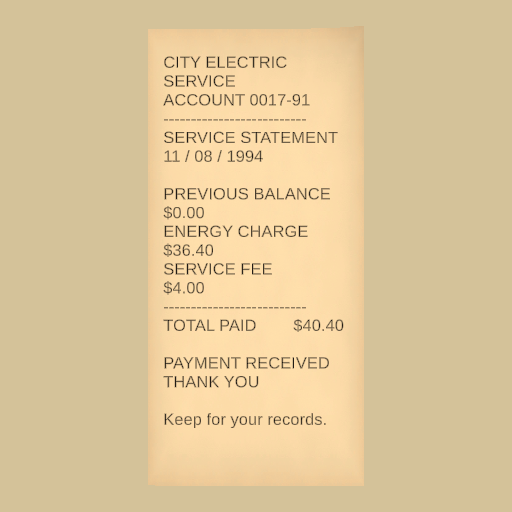 CITY ELECTRIC
SERVICE
ACCOUNT 0017-91
--------------------------
SERVICE STATEMENT
11 / 08 / 1994
PREVIOUS BALANCE
$0.00
ENERGY CHARGE
$36.40
SERVICE FEE
$4.00
--------------------------
TOTAL PAID $40.40
PAYMENT RECEIVED
THANK YOU
Keep for your records.